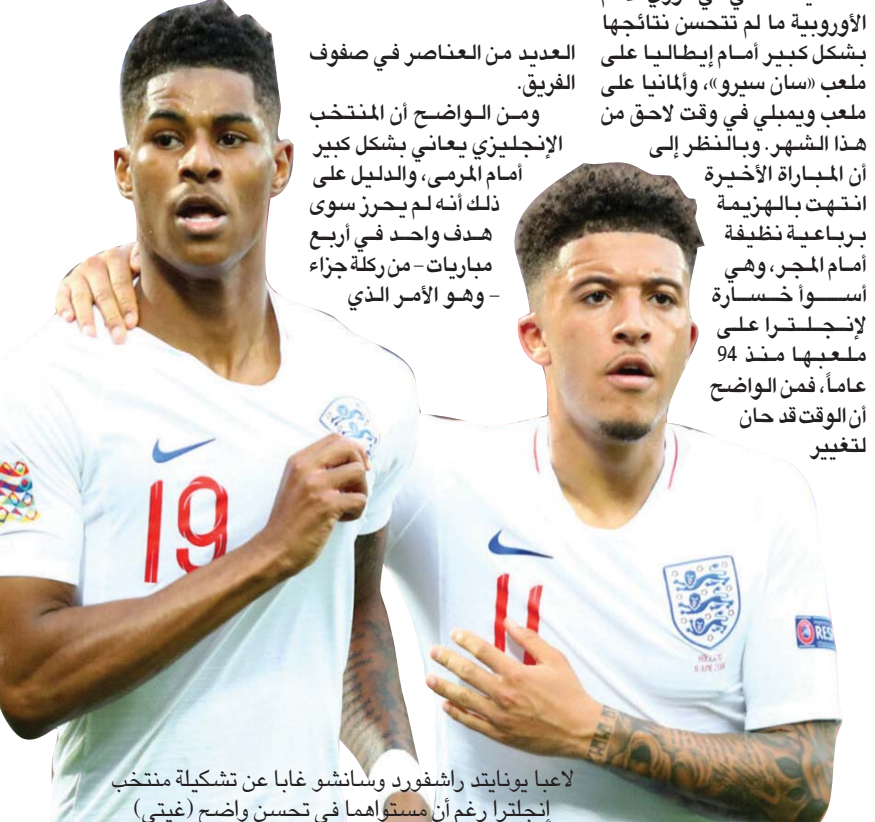 الأوروبية ما لم تتحسن نتائجها
بشكل كبير أمام إيطاليا على
ملعب «سان سيرو»، وألمانيا على
ملعب ويمبلي في وقت لاحق من
هذا الشهر. وبالنظر إلى
أن المباراة الأخيرة
انتهت بالهزيمة
برباعية نظيفة
أمام المجر، وهي
أسوأ خسارة
لإنجلترا على
ملعبها منذ 94
عاماً، فمن الواضح
أن الوقت قد حان
لتغيير
العديد من العناصر في صفوف
الفريق.
ومن الواضح أن المنتخب
الإنجليزي يعاني بشكل كبير
أمام المرمى، والدليل على
ذلك أنه لم يحرز سوى
هدف واحد في أربع
مباريات – من ركلة جزاء
– وهو الأمر الذي
19
11
RES
لاعبا يونايتد راشفورد وسانشو غابا عن تشكيلة منتخب
إنجلترا رغم أن مستواهما في تحسن واضح (غيتي)